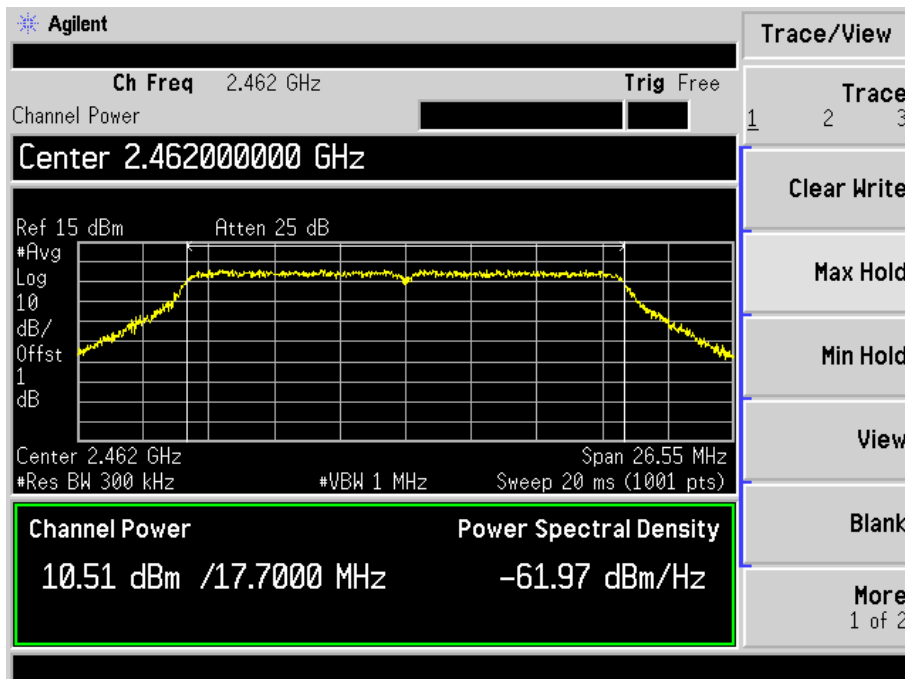 Agilent
Trace/View
Ch Freq 2.462 GHz Trig Free
Channel Power
Trace
1 2 3
Center 2.462000000 GHz
Clear Write
Ref 15 dBm Atten 25 dB
#Avg
Log
10
dB/
Offst
1
dB
Max Hold
Min Hold
View
Center 2.462 GHz Span 26.55 MHz
#Res BW 300 kHz #VBW 1 MHz Sweep 20 ms (1001 pts)
Channel Power Power Spectral Density
10.51 dBm /17.7000 MHz -61.97 dBm/Hz
Blank
More
1 of 2